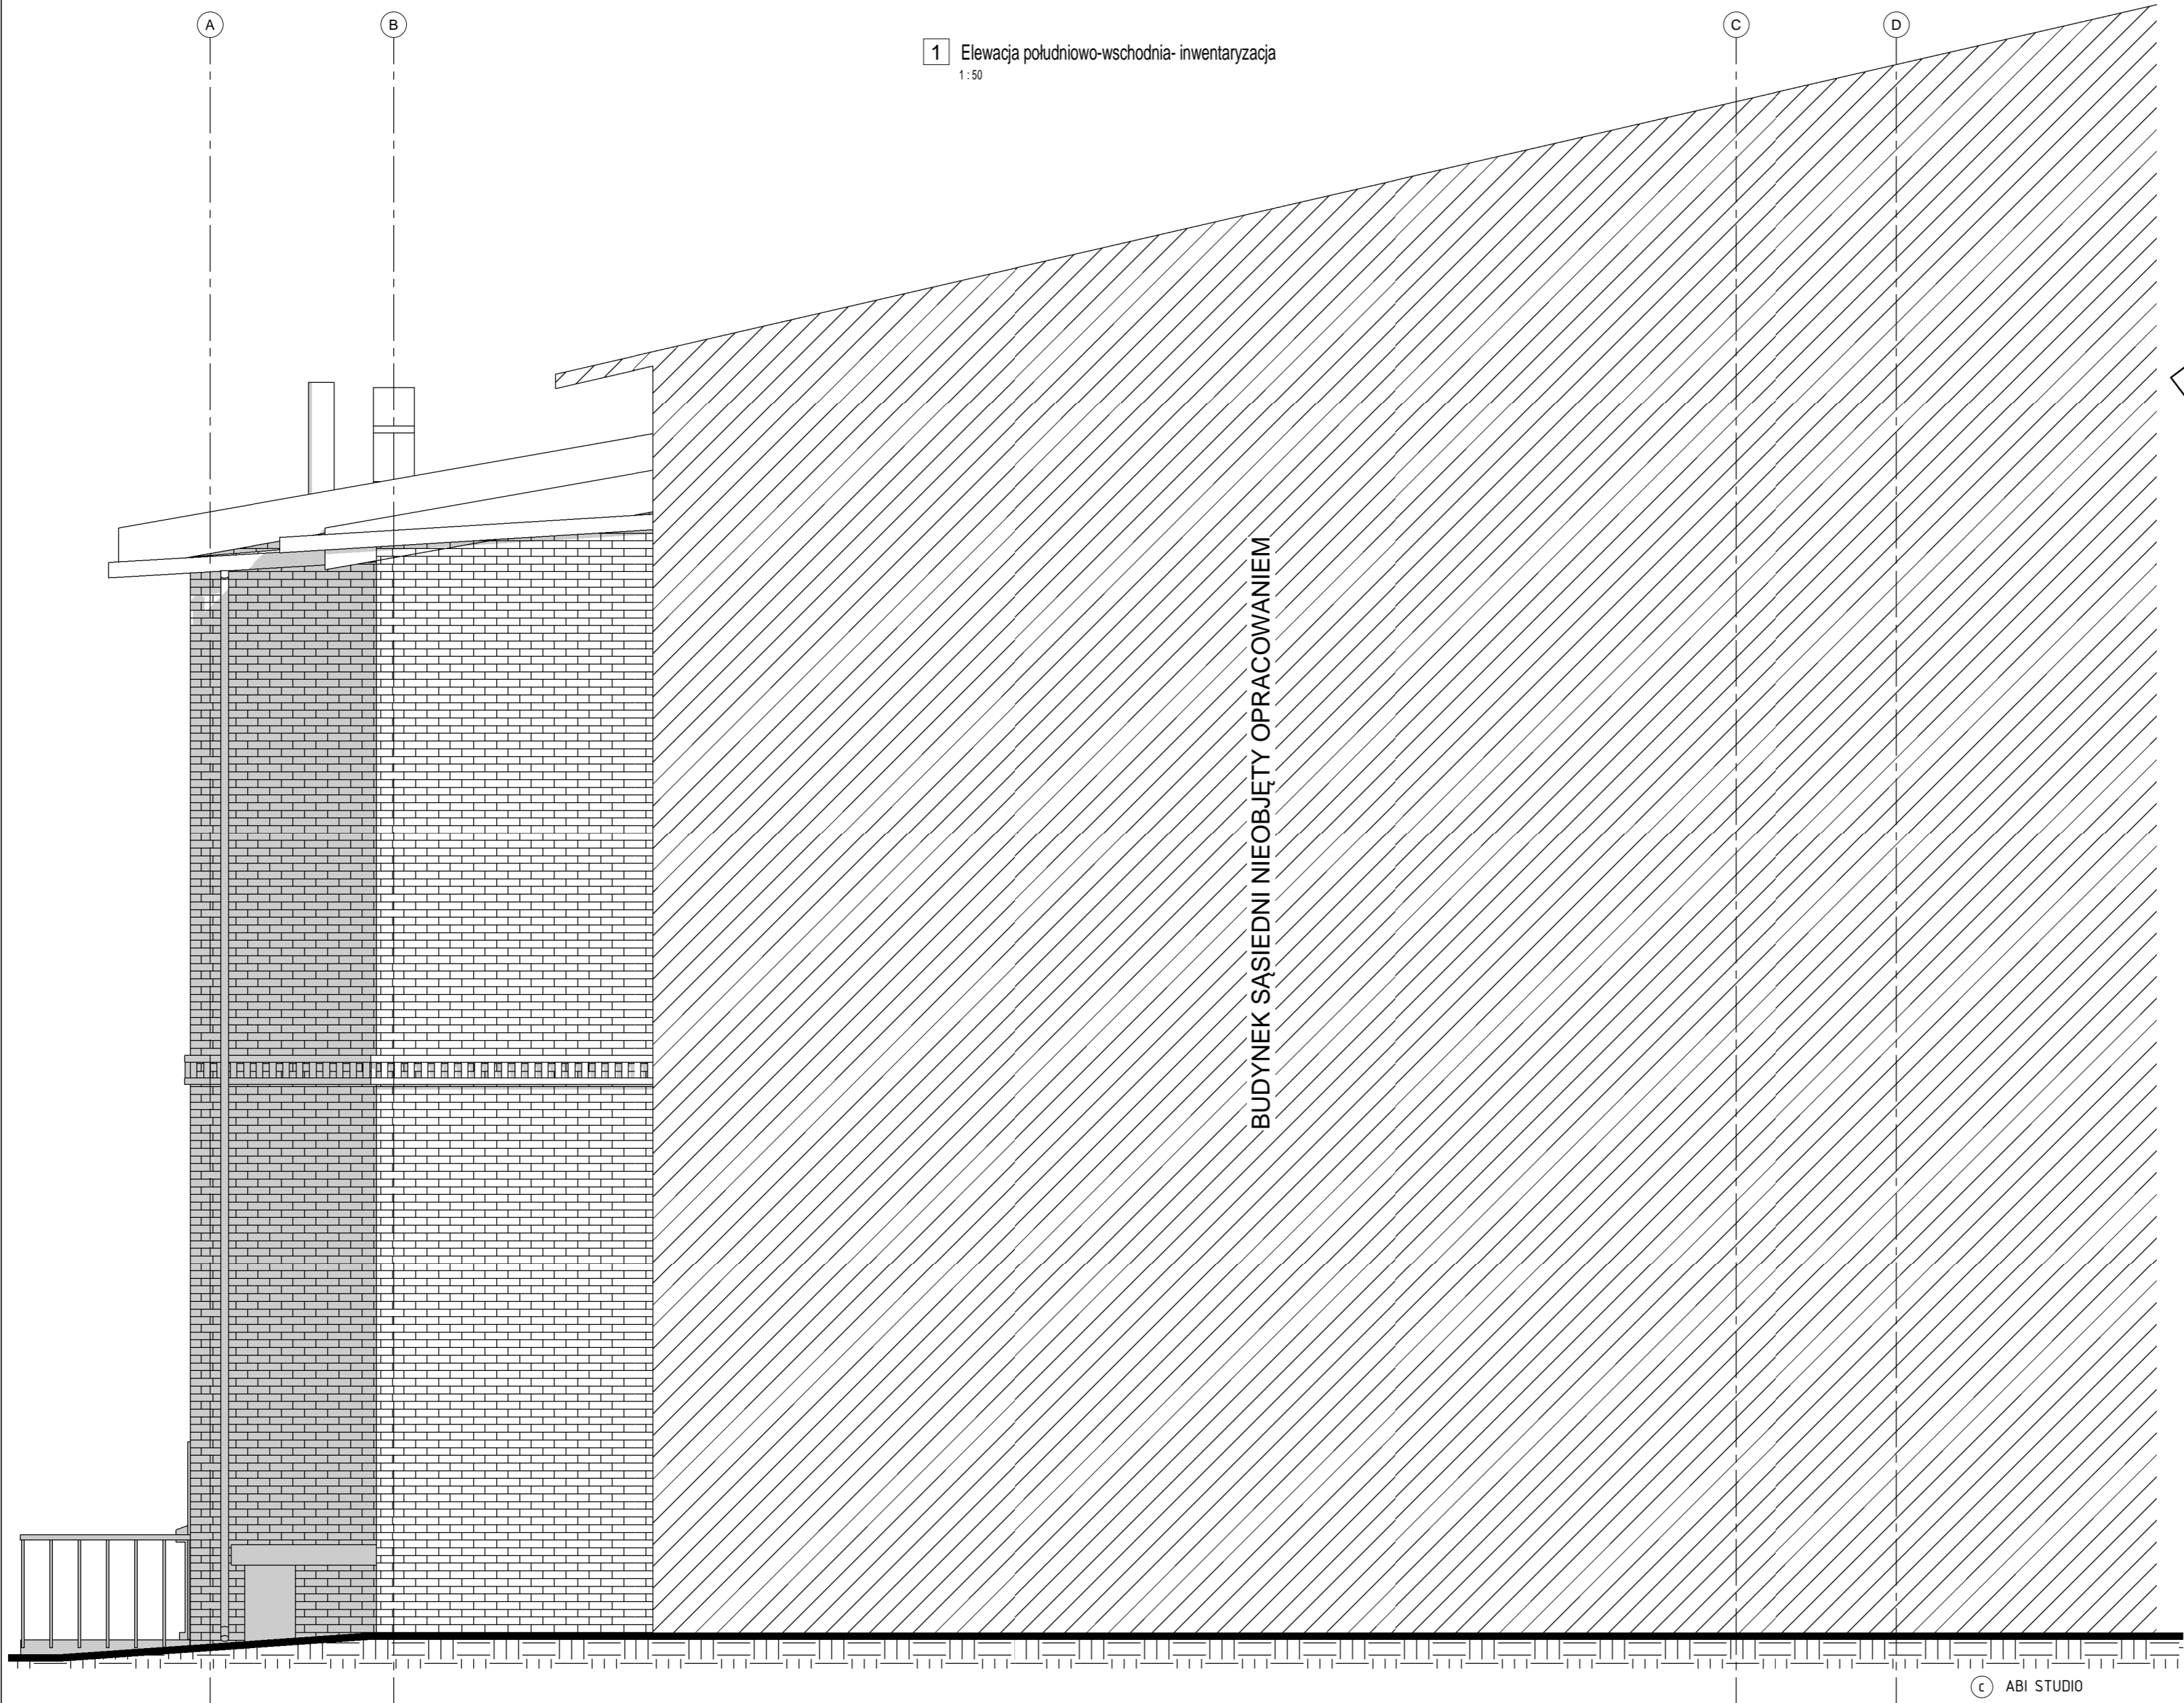 A
B
C
D
1 Elewacja południowo-wschodnia- inwentaryzacja
1 : 50
BUDYNEK SĄSIEDNI NIEOBJĘTY OPRACOWANIEM
c ABI STUDIO